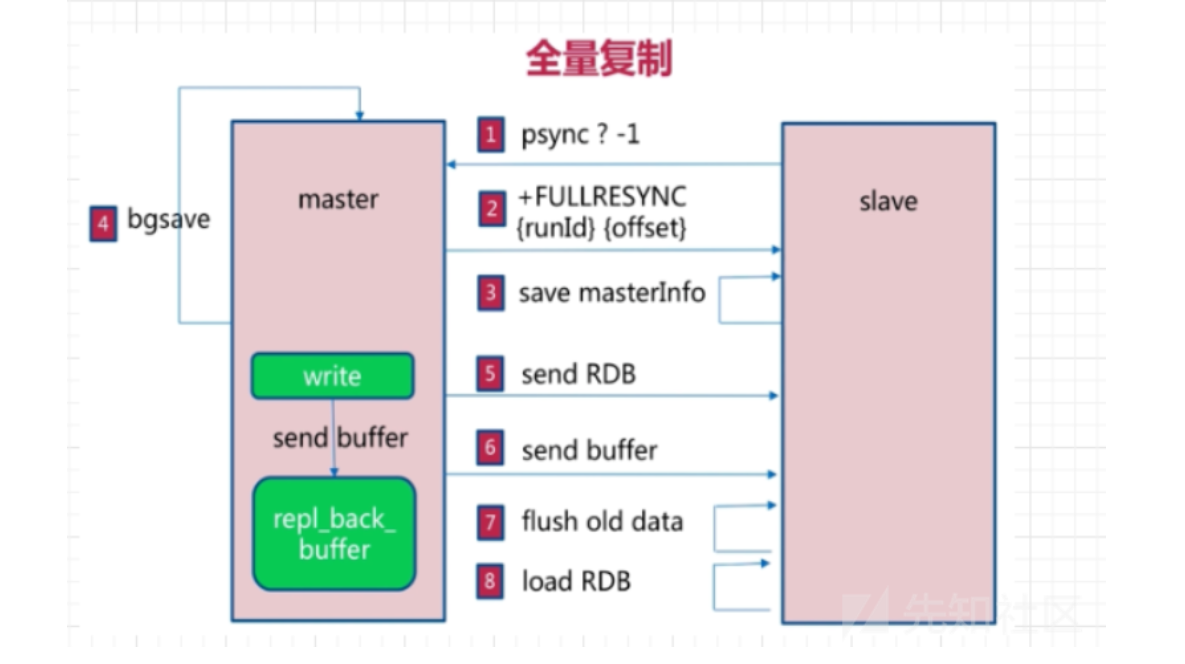 全量复制
1 psync ? -1
master
slave
2 +FULLRESYNC
{runId} {offset}
4 bgsave
3 save masterInfo
write
5 send RDB
send buffer
6 send buffer
repl_back_
buffer
7 flush old data
8 load RDB
先知社区